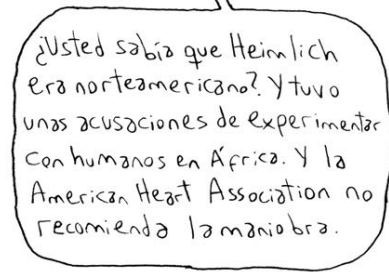 ¿Usted sabía que Heimlich
era norteamericano? Y tuvo
unas acusaciones de experimentar
con humanos en África. Y la
American Heart Association no
recomienda la maniobra.